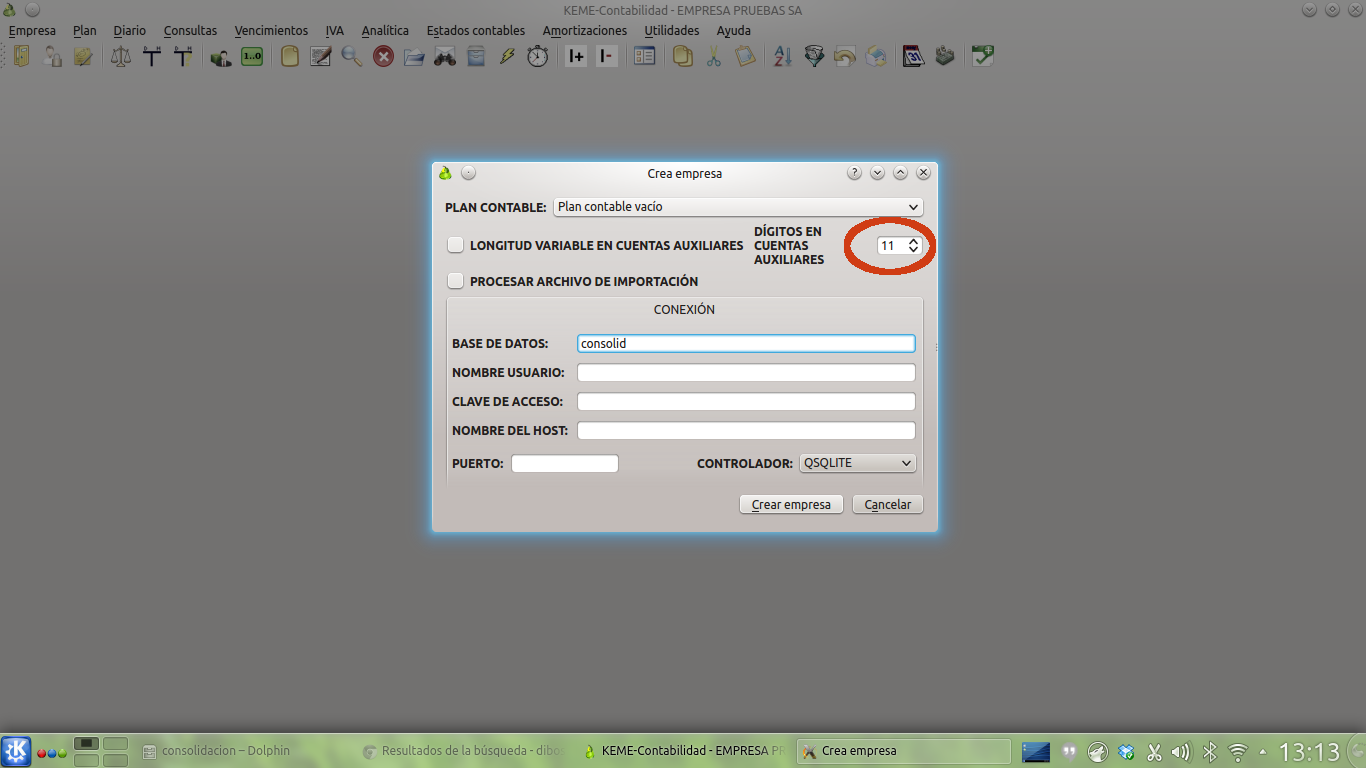 KEME-Contabilidad - EMPRESA PRUEBAS SA
Empresa Plan Diario Consultas Vencimientos IVA Analítica Estados contables Amortizaciones Utilidades Ayuda
1..0
I+ I-
Crea empresa
PLAN CONTABLE: Plan contable vacío
LONGITUD VARIABLE EN CUENTAS AUXILIARES
DÍGITOS EN
CUENTAS
AUXILIARES
11
PROCESAR ARCHIVO DE IMPORTACIÓN
CONEXIÓN
BASE DE DATOS: consolid
NOMBRE USUARIO:
CLAVE DE ACCESO:
NOMBRE DEL HOST:
PUERTO: CONTROLADOR: QSQLITE
Crear empresa Cancelar
consolidacion – Dolphin Resultados de la búsqueda - dibo KEME-Contabilidad - EMPRESA PR Crea empresa 13:13